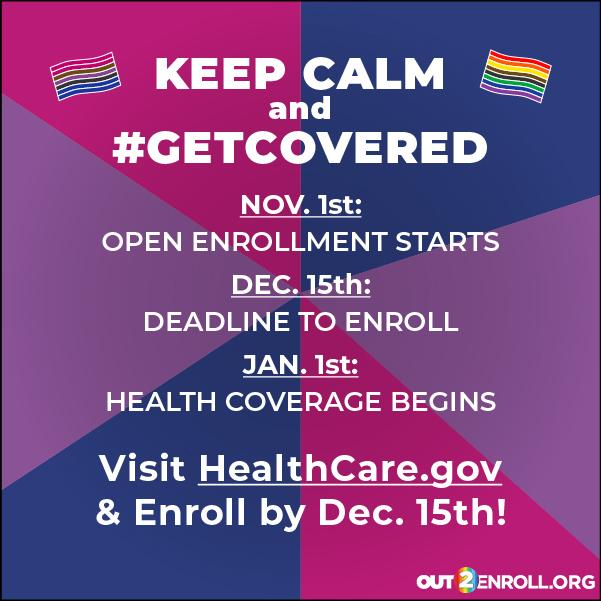 KEEP CALM
and
#GETCOVERED
NOV. 1st:
OPEN ENROLLMENT STARTS
DEC. 15th:
DEADLINE TO ENROLL
JAN. 1st:
HEALTH COVERAGE BEGINS
Visit HealthCare.gov
& Enroll by Dec. 15th!
OUT2ENROLL.ORG